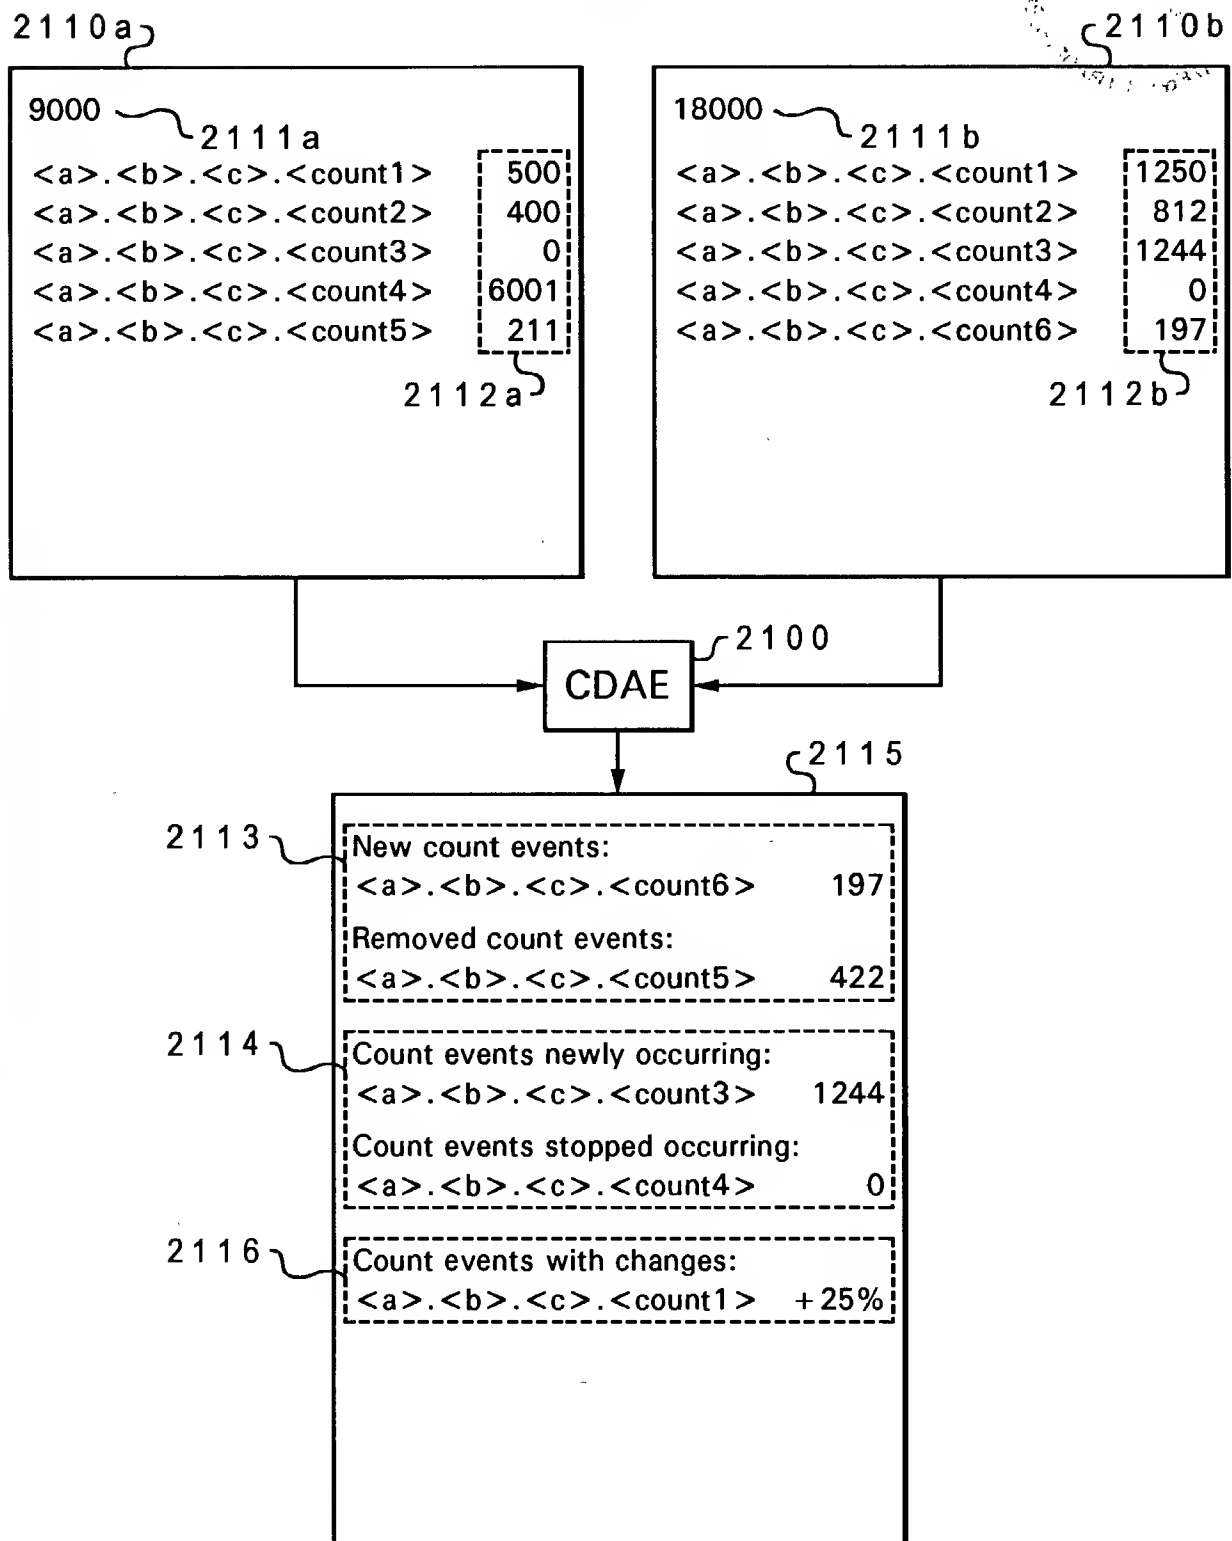 2110a
2110b
9000
2111a
<a>.<b>.<c>.<count1> 500
<a>.<b>.<c>.<count2> 400
<a>.<b>.<c>.<count3> 0
<a>.<b>.<c>.<count4> 6001
<a>.<b>.<c>.<count5> 211
2112a
18000
2111b
<a>.<b>.<c>.<count1> 1250
<a>.<b>.<c>.<count2> 812
<a>.<b>.<c>.<count3> 1244
<a>.<b>.<c>.<count4> 0
<a>.<b>.<c>.<count6> 197
2112b
2100
CDAE
2115
2113
New count events:
<a>.<b>.<c>.<count6> 197
Removed count events:
<a>.<b>.<c>.<count5> 422
2114
Count events newly occurring:
<a>.<b>.<c>.<count3> 1244
Count events stopped occurring:
<a>.<b>.<c>.<count4> 0
2116
Count events with changes:
<a>.<b>.<c>.<count1> +25%